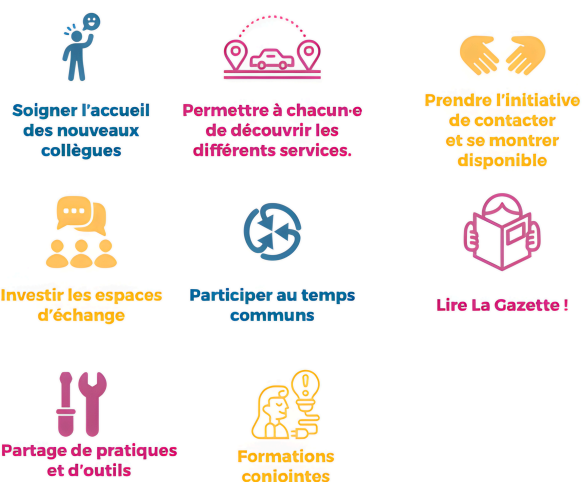 Soigner l'accueil
des nouveaux
collègues
Permettre à chacun·e
de découvrir les
différents services.
Prendre l'initiative
de contacter
et se montrer
disponible
Investir les espaces
d'échange
Participer au temps
communs
Lire La Gazette !
Partage de pratiques
et d'outils
Formations
conjointes